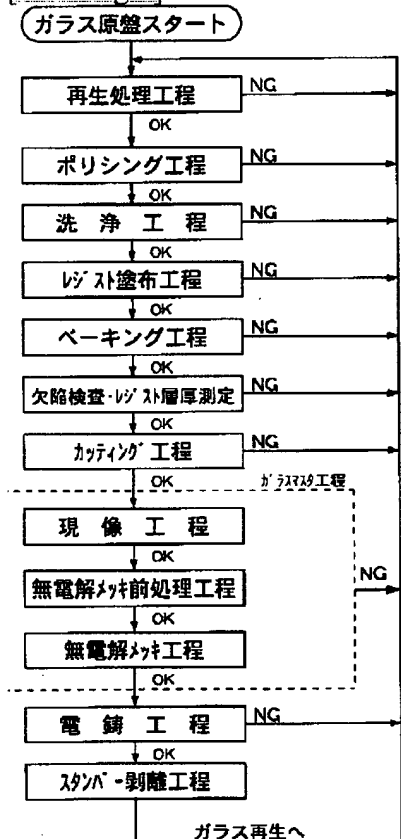 ガラス原盤スタート
再生処理工程
NG
OK
ポリシング工程
NG
OK
洗浄工程
NG
OK
レジスト塗布工程
NG
OK
ベーキング工程
NG
OK
欠陥検査・レジスト層厚測定
NG
OK
カッティング工程
NG
OK
ガラスマスタ工程
現像工程
OK
無電解メッキ前処理工程
NG
OK
無電解メッキ工程
OK
電鋳工程
NG
OK
スタンパー剥離工程
ガラス再生へ